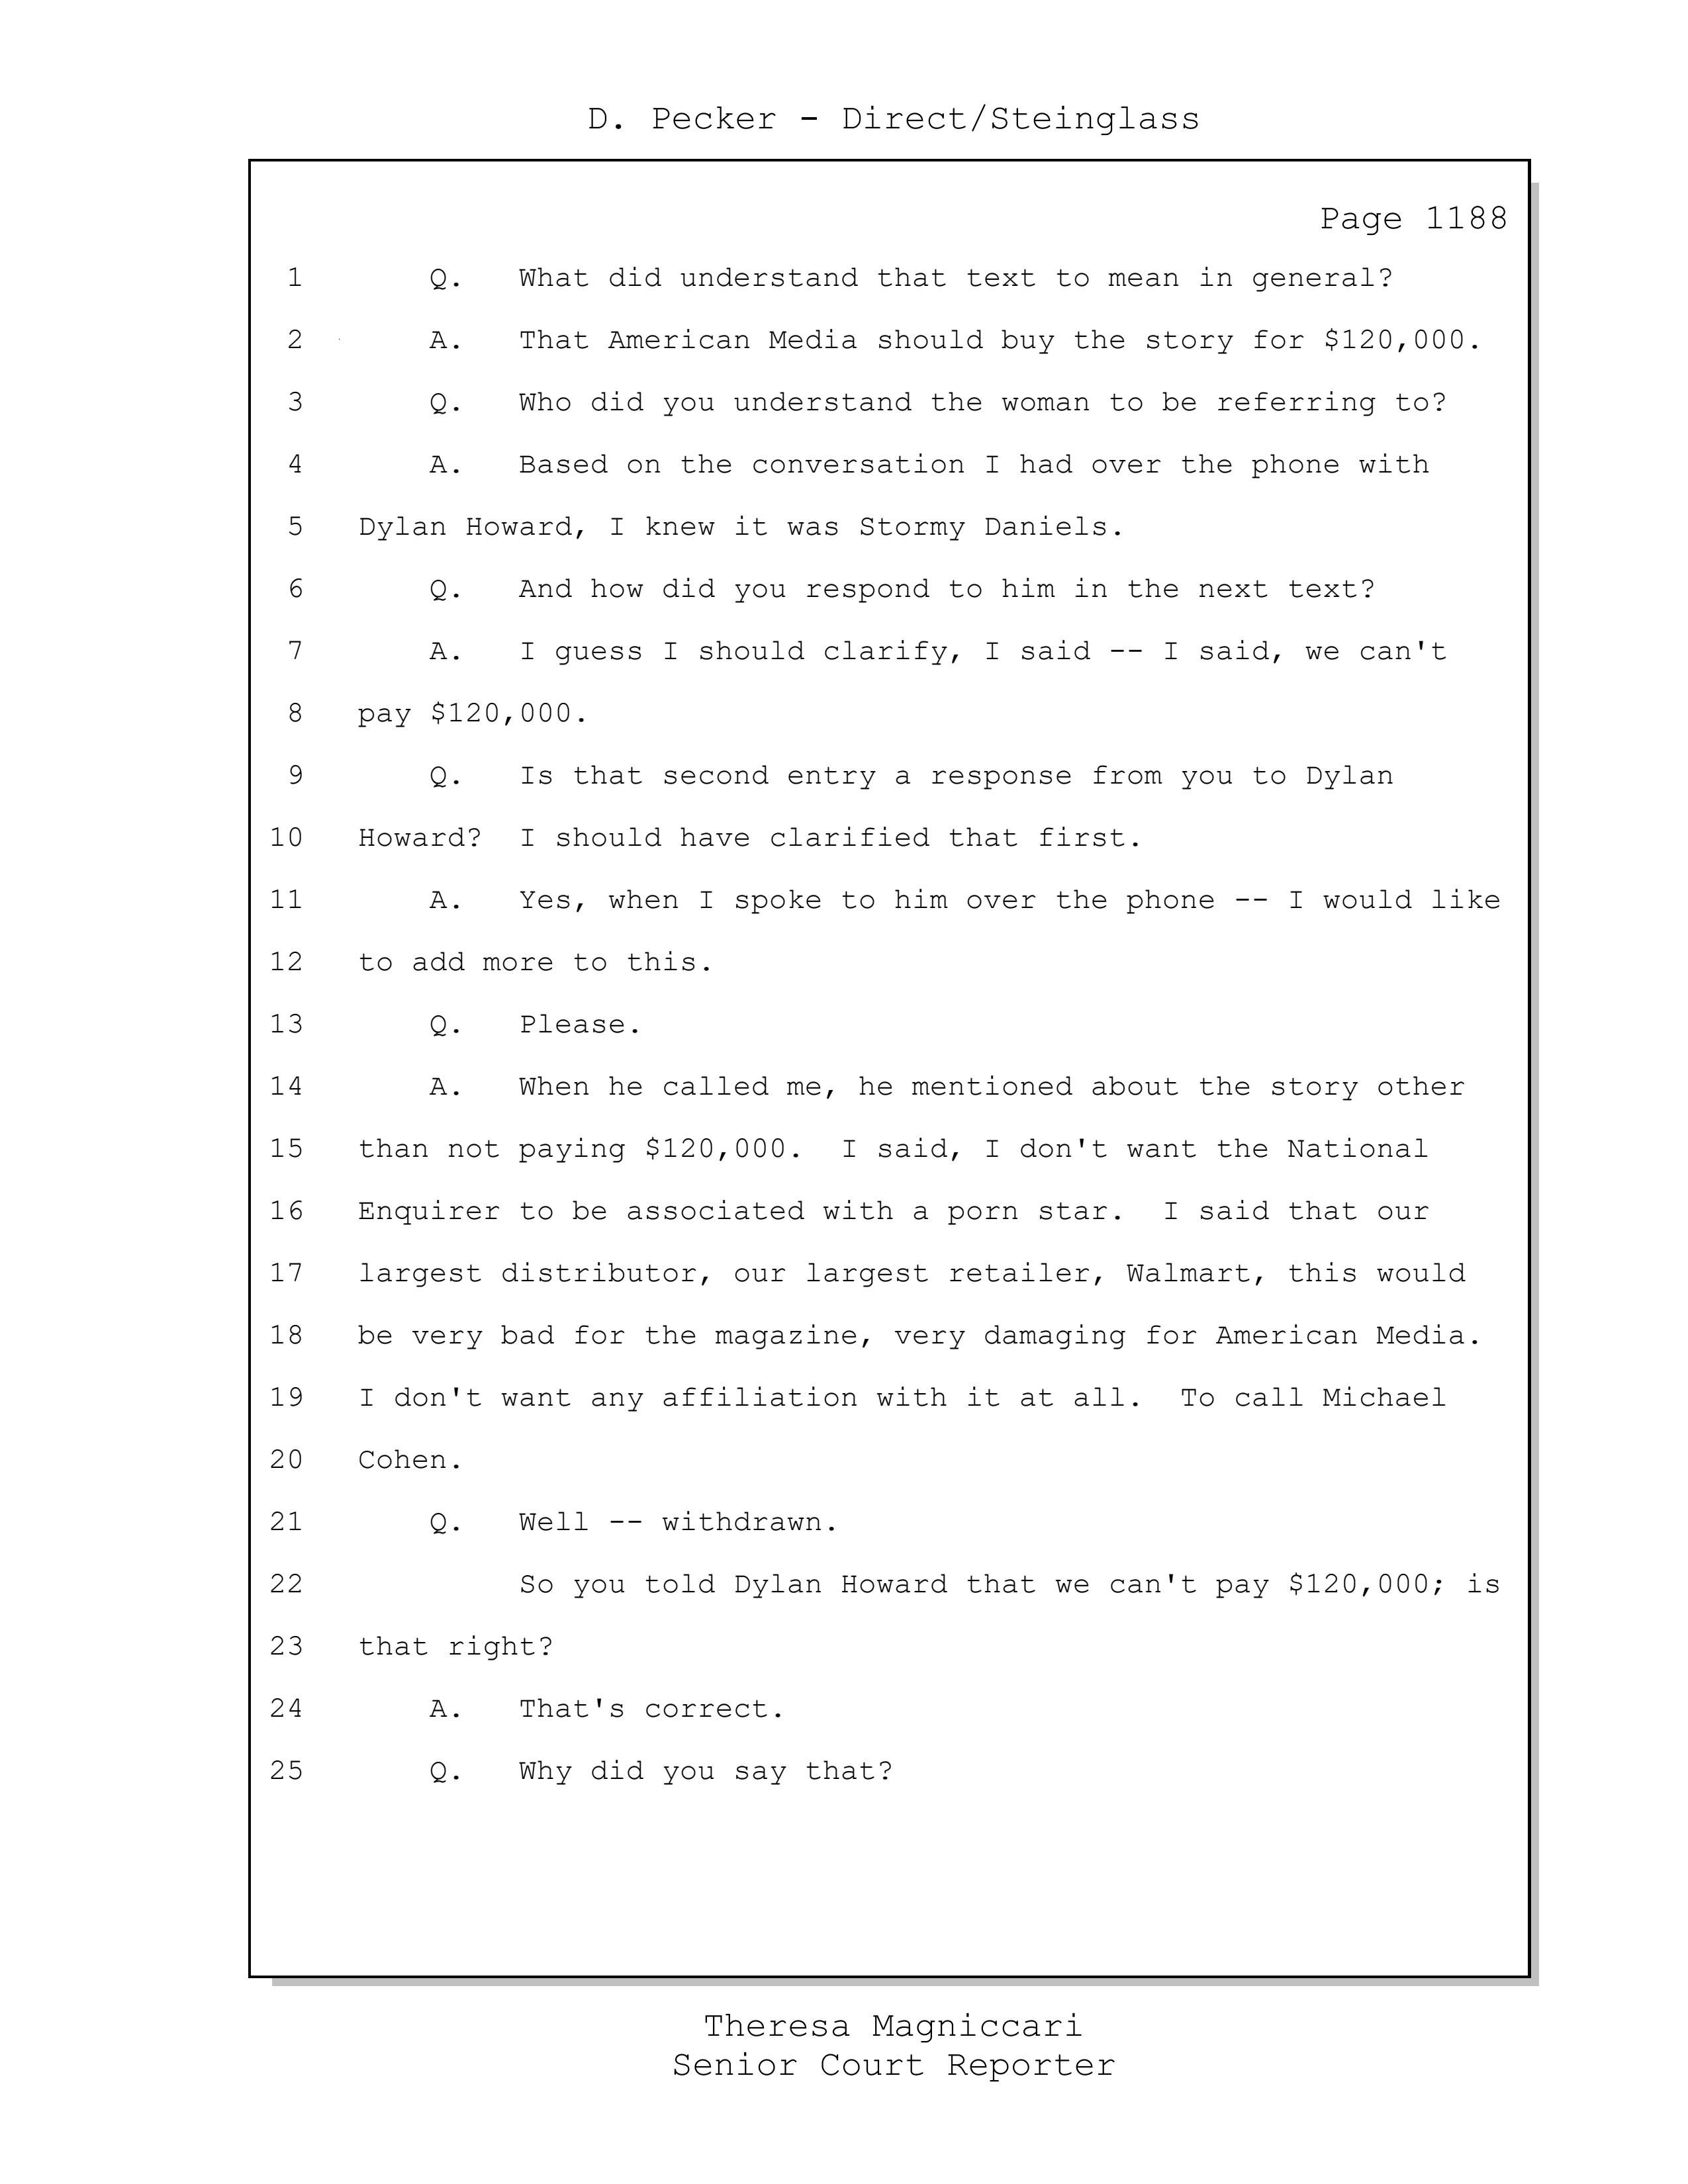 D. Pecker - Direct/Steinglass
Page 1188
1 Q. What did understand that text to mean in general?
2 A. That American Media should buy the story for $120,000.
3 Q. Who did you understand the woman to be referring to?
4 A. Based on the conversation I had over the phone with
5 Dylan Howard, I knew it was Stormy Daniels.
6 Q. And how did you respond to him in the next text?
7 A. I guess I should clarify, I said -- I said, we can't
8 pay $120,000.
9 Q. Is that second entry a response from you to Dylan
10 Howard? I should have clarified that first.
11 A. Yes, when I spoke to him over the phone -- I would like
12 to add more to this.
13 Q. Please.
14 A. When he called me, he mentioned about the story other
15 than not paying $120,000. I said, I don't want the National
16 Enquirer to be associated with a porn star. I said that our
17 largest distributor, our largest retailer, Walmart, this would
18 be very bad for the magazine, very damaging for American Media.
19 I don't want any affiliation with it at all. To call Michael
20 Cohen.
21 Q. Well -- withdrawn.
22 So you told Dylan Howard that we can't pay $120,000; is
23 that right?
24 A. That's correct.
25 Q. Why did you say that?
Theresa Magniccari
Senior Court Reporter